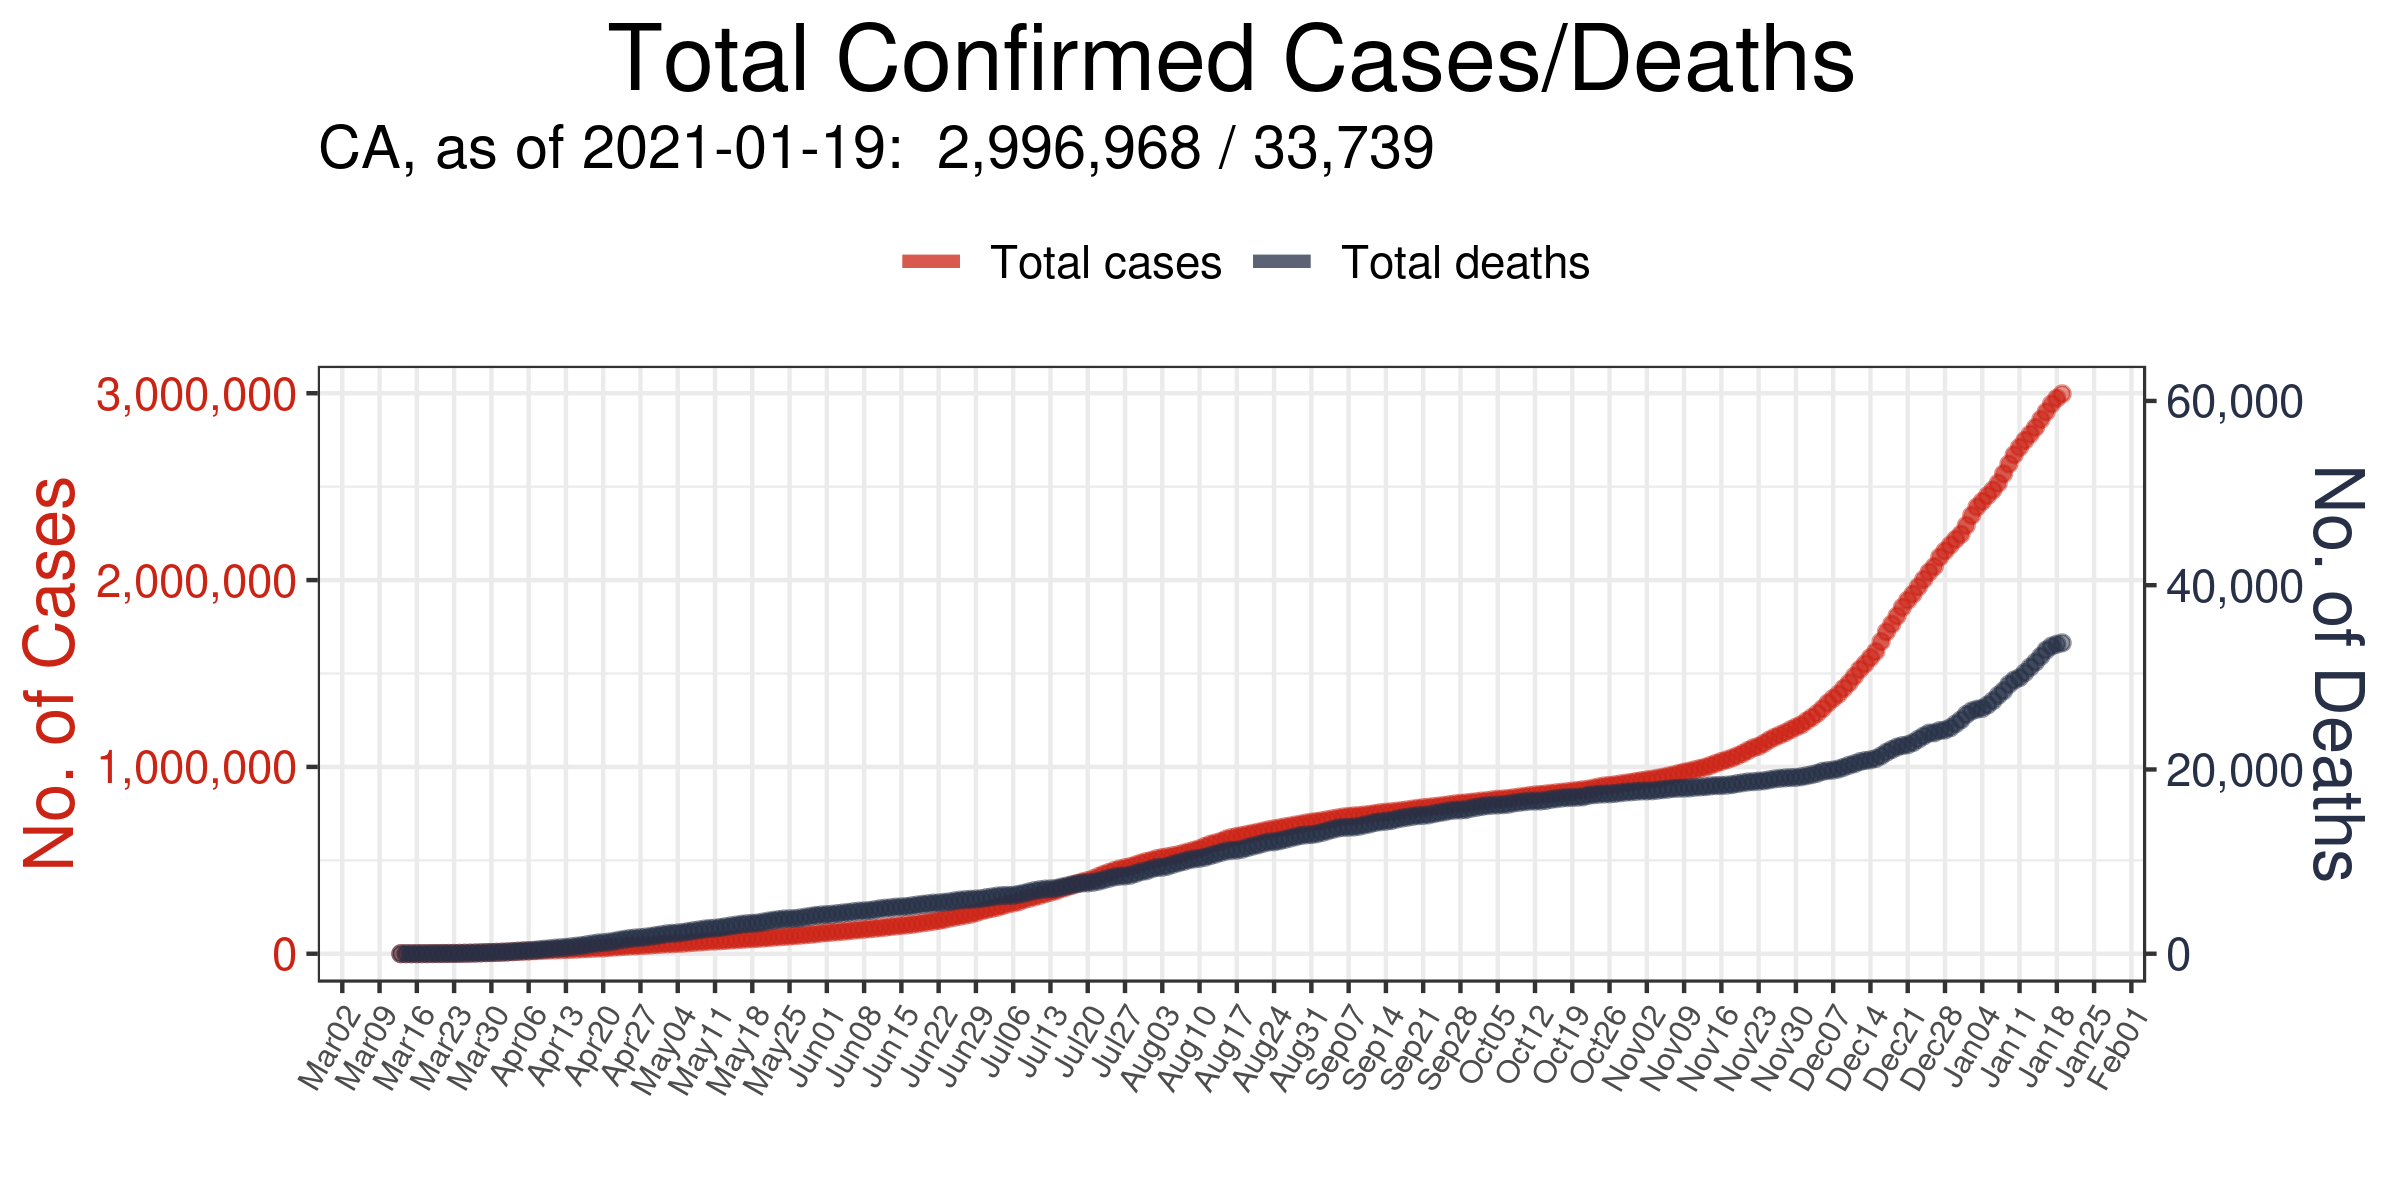 Total Confirmed Cases/Deaths
CA, as of 2021-01-19: 2,996,968 / 33,739
Total cases
Total deaths
No. of Cases
3,000,000
2,000,000
1,000,000
0
60,000
40,000
20,000
0
No. of Deaths
Mar02
Mar09
Mar16
Mar23
Mar30
Apr06
Apr13
Apr20
Apr27
May04
May11
May18
May25
Jun01
Jun08
Jun15
Jun22
Jun29
Jul06
Jul13
Jul20
Jul27
Aug03
Aug10
Aug17
Aug24
Aug31
Sep07
Sep14
Sep21
Sep28
Oct05
Oct12
Oct19
Oct26
Nov02
Nov09
Nov16
Nov23
Nov30
Dec07
Dec14
Dec21
Dec28
Jan04
Jan11
Jan18
Jan25
Feb01